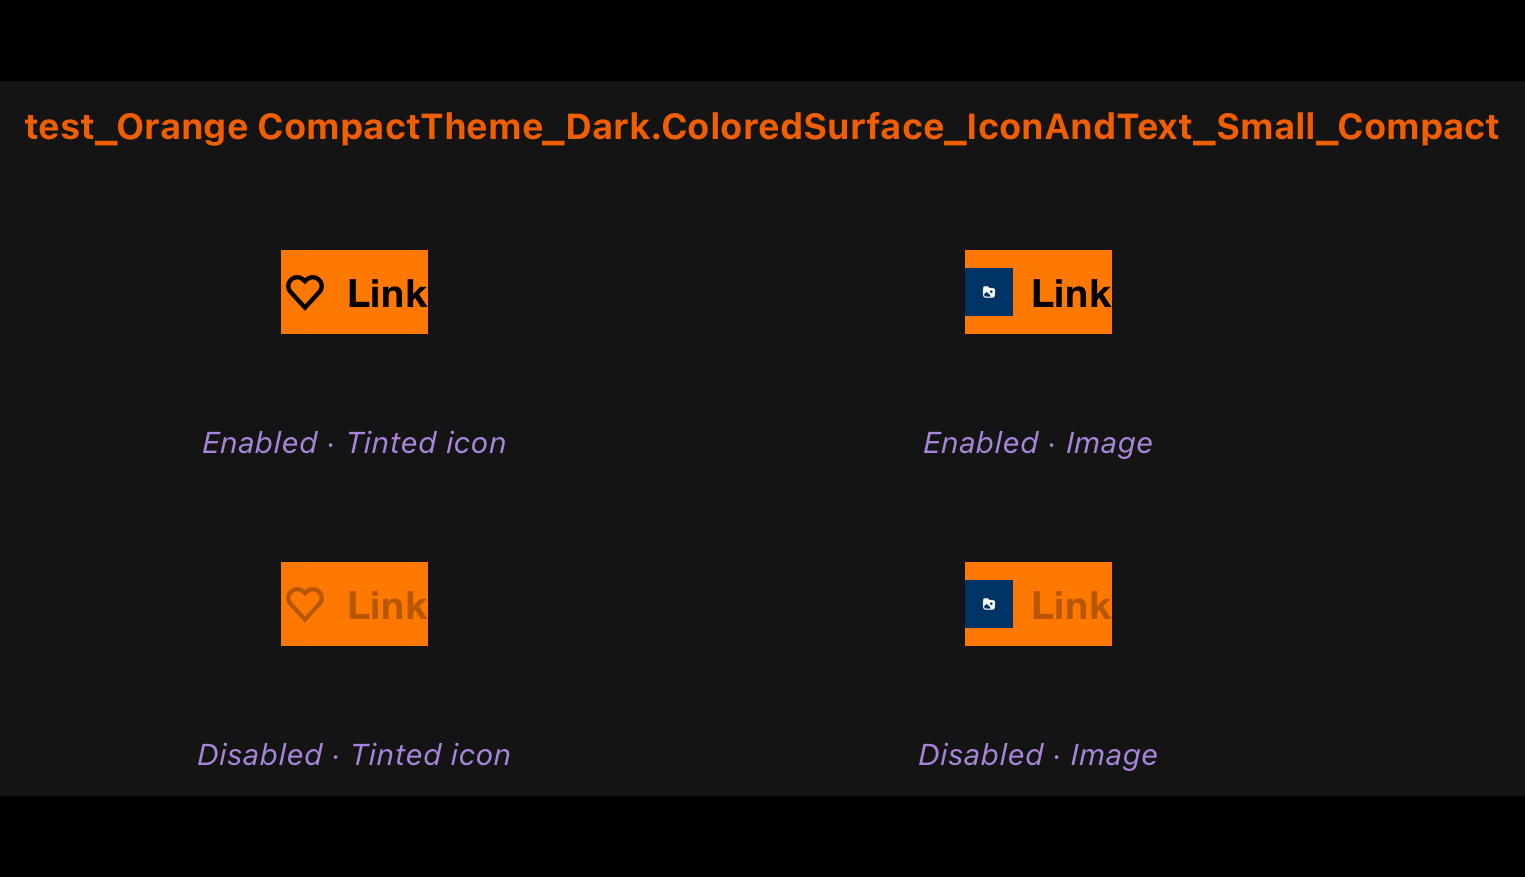 test_Orange CompactTheme_Dark.ColoredSurface_IconAndText_Small_Compact
Link
Link
Enabled · Tinted icon
Enabled · Image
Link
Link
Disabled · Tinted icon
Disabled · Image